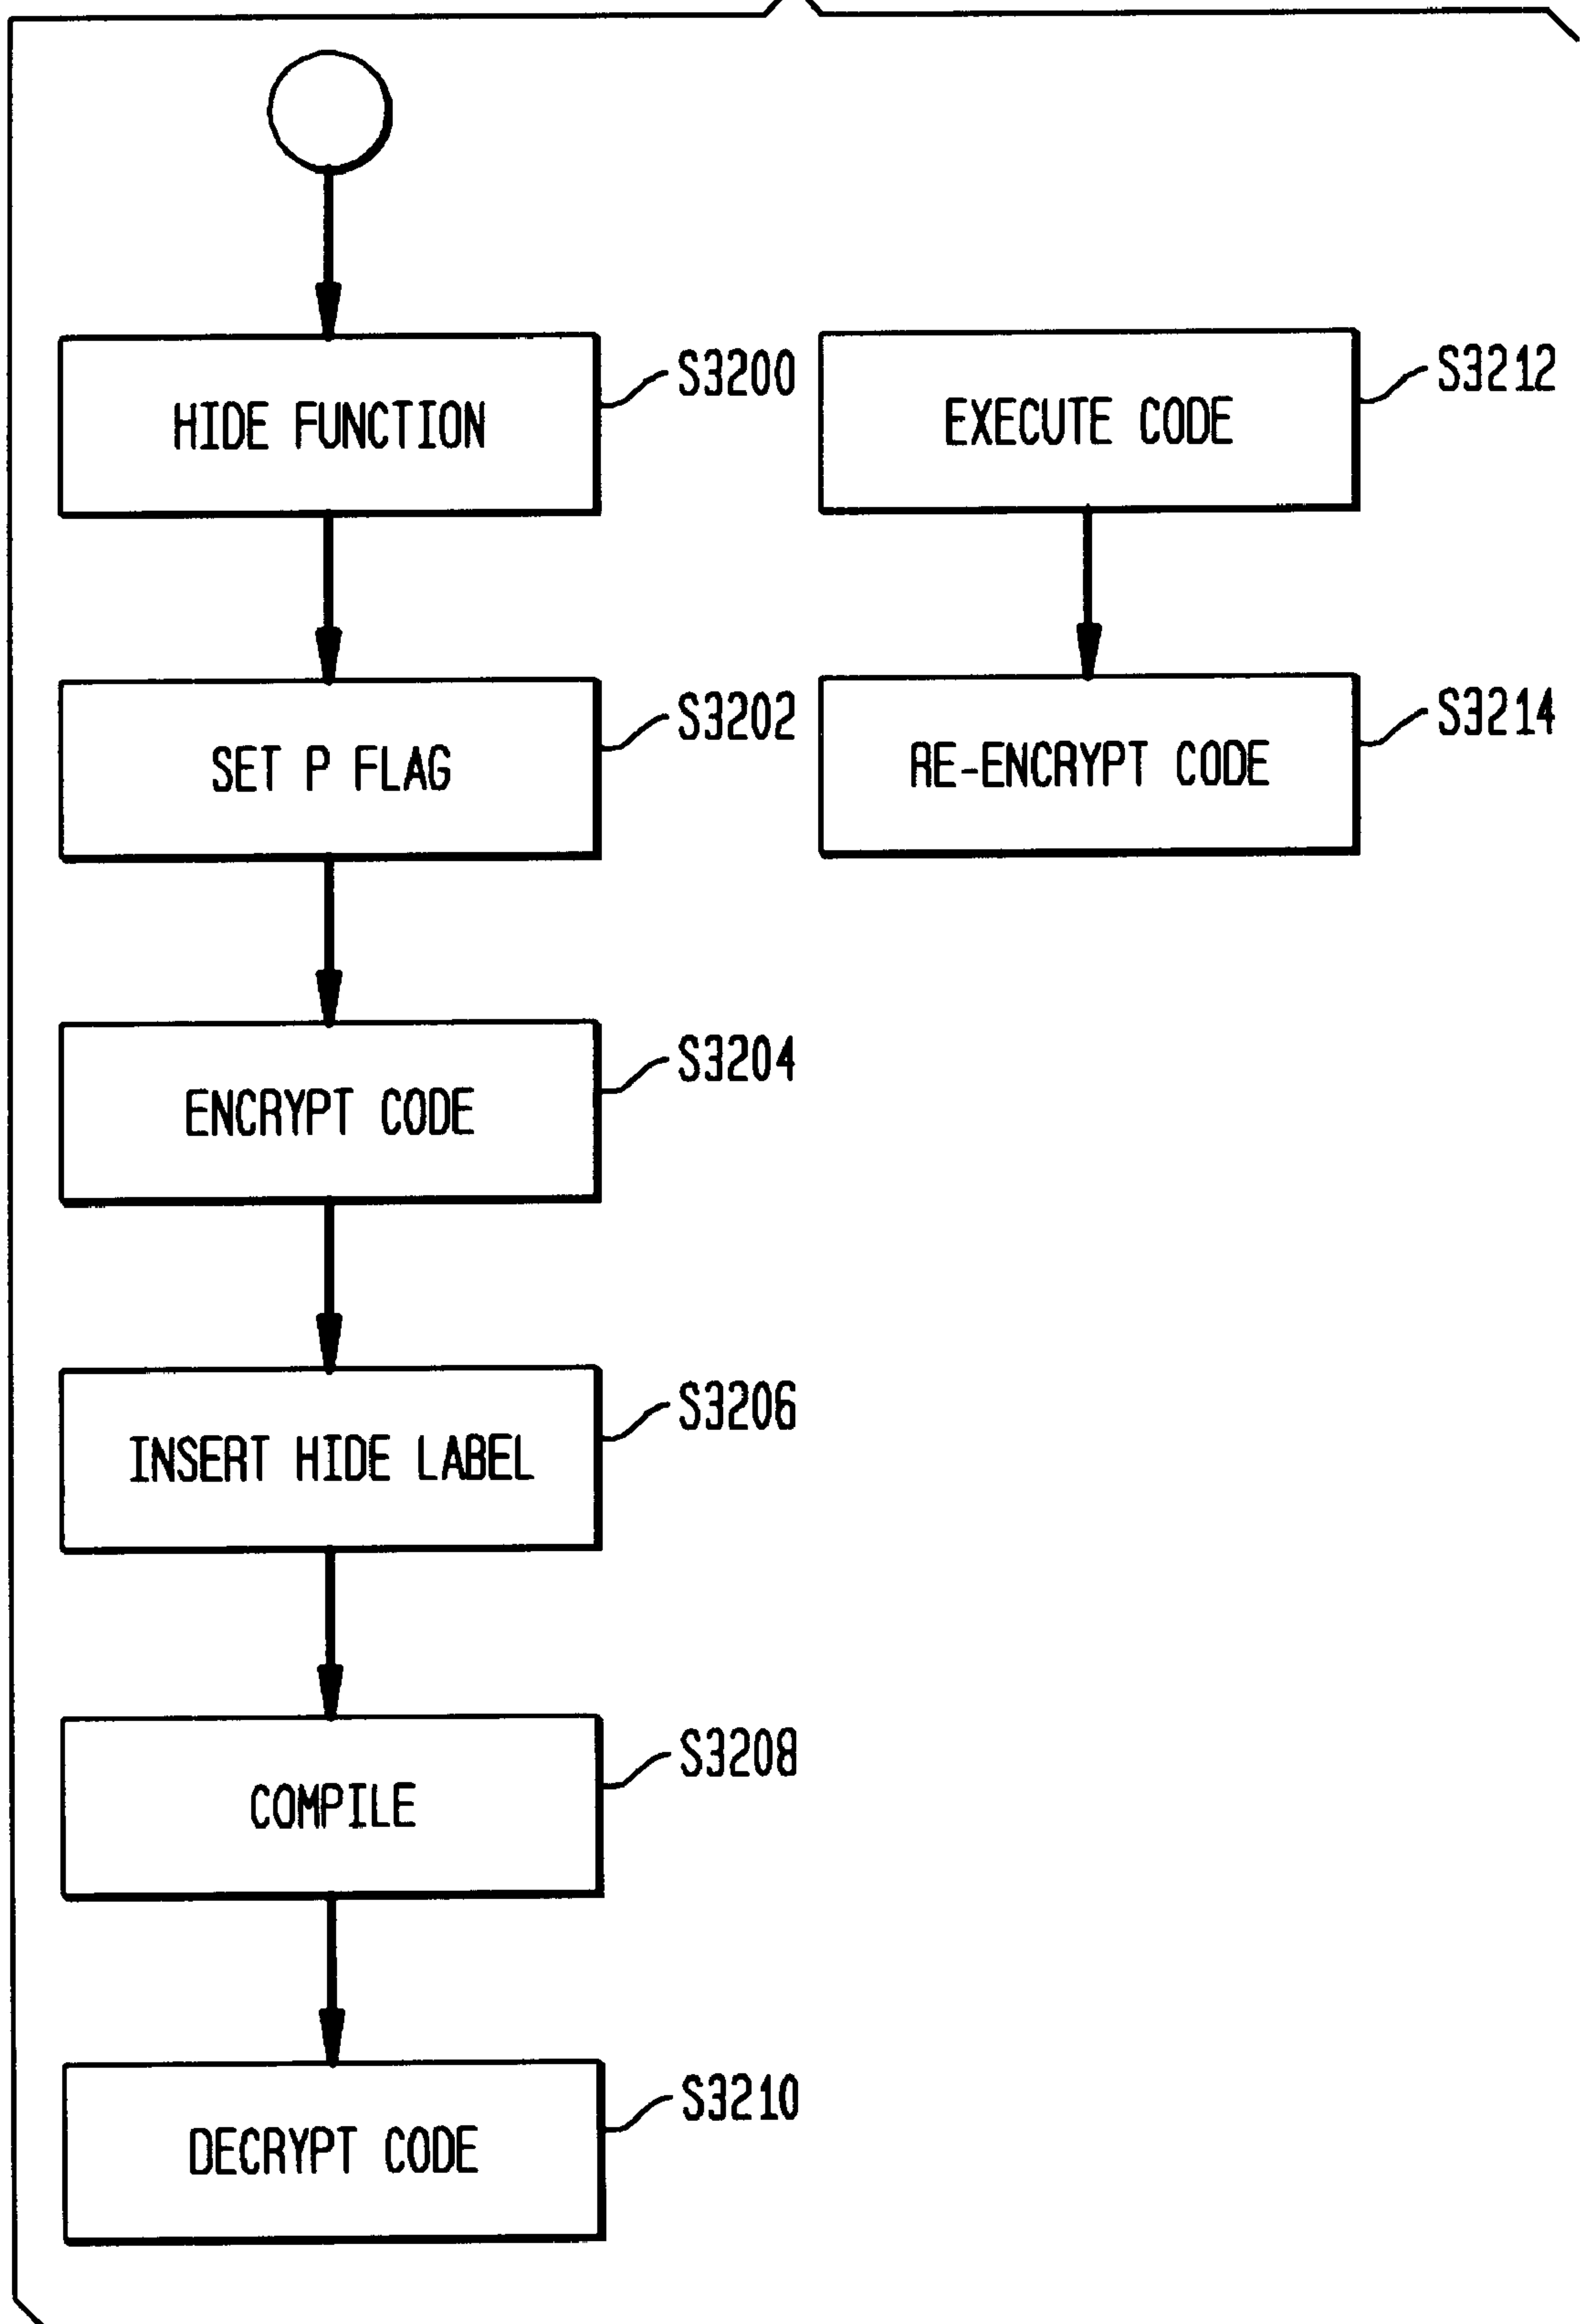 HIDE FUNCTION
S3200
SET P FLAG
S3202
ENCRYPT CODE
S3204
INSERT HIDE LABEL
S3206
COMPILE
S3208
DECRYPT CODE
S3210
EXECUTE CODE
S3212
RE-ENCRYPT CODE
S3214